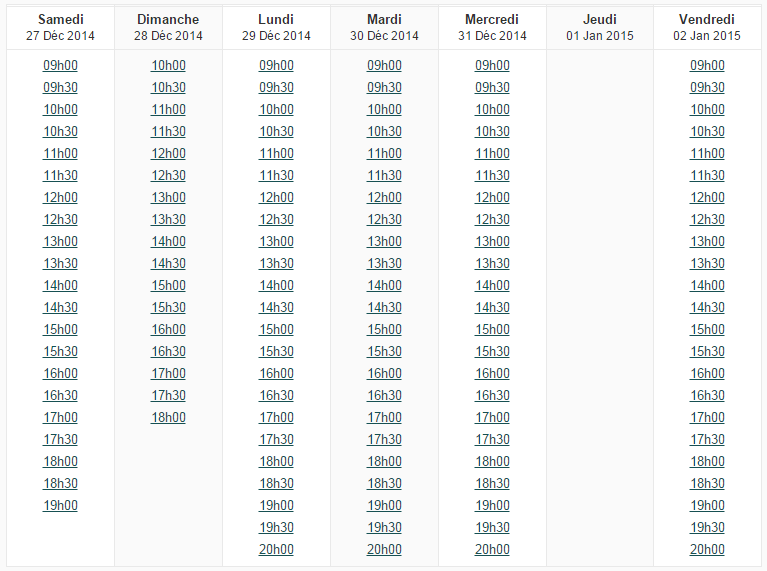 Samedi Dimanche Lundi Mardi Mercredi Jeudi Vendredi
27 Déc 2014 28 Déc 2014 29 Déc 2014 30 Déc 2014 31 Déc 2014 01 Jan 2015 02 Jan 2015
09h00 10h00 09h00 09h00 09h00 09h00
09h30 10h30 09h30 09h30 09h30 09h30
10h00 11h00 10h00 10h00 10h00 10h00
10h30 11h30 10h30 10h30 10h30 10h30
11h00 12h00 11h00 11h00 11h00 11h00
11h30 12h30 11h30 11h30 11h30 11h30
12h00 13h00 12h00 12h00 12h00 12h00
12h30 13h30 12h30 12h30 12h30 12h30
13h00 14h00 13h00 13h00 13h00 13h00
13h30 14h30 13h30 13h30 13h30 13h30
14h00 15h00 14h00 14h00 14h00 14h00
14h30 15h30 14h30 14h30 14h30 14h30
15h00 16h00 15h00 15h00 15h00 15h00
15h30 16h30 15h30 15h30 15h30 15h30
16h00 17h00 16h00 16h00 16h00 16h00
16h30 17h30 16h30 16h30 16h30 16h30
17h00 18h00 17h00 17h00 17h00 17h00
17h30 17h30 17h30 17h30 17h30
18h00 18h00 18h00 18h00 18h00
18h30 18h30 18h30 18h30 18h30
19h00 19h00 19h00 19h00 19h00
19h30 19h30 19h30 19h30
20h00 20h00 20h00 20h00